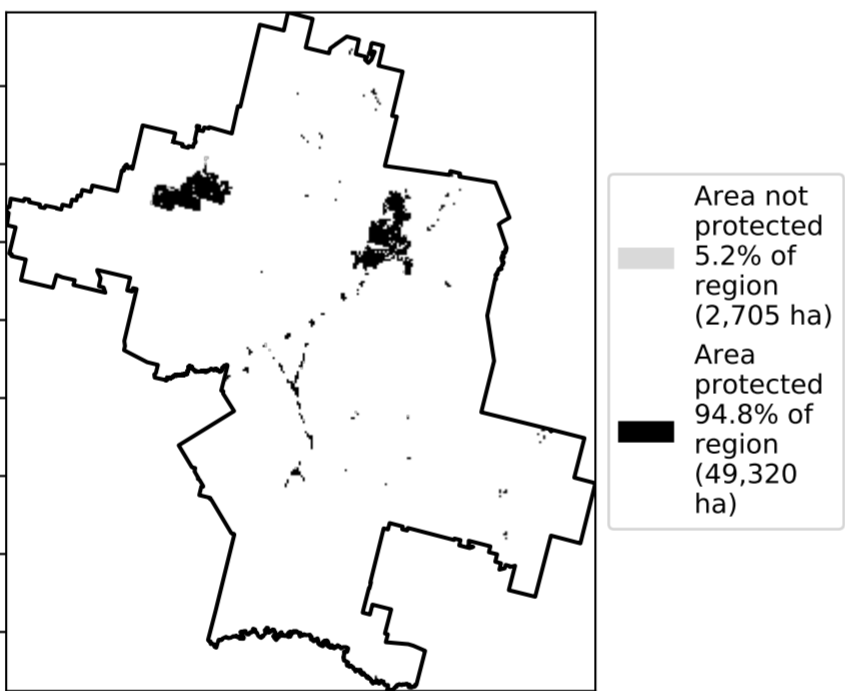 Area not
protected
5.2% of
region
(2,705 ha)
Area
protected
94.8% of
region
(49,320
ha)